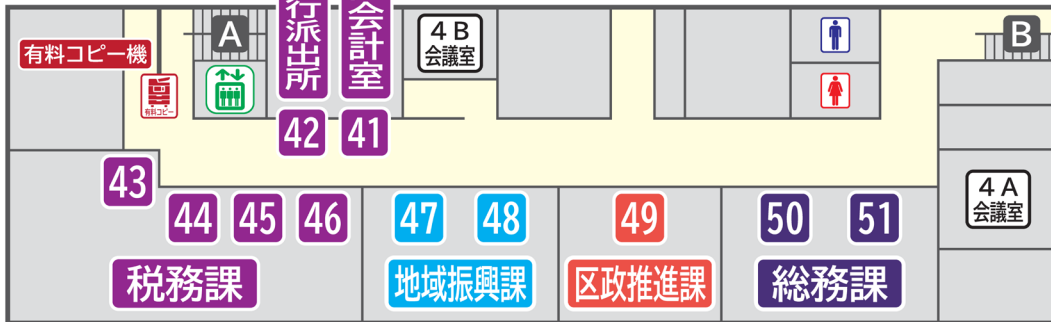 有料コピー機
有料コピー
A
行派出所
会計室
4B
会議室
B
42
41
43
44
45
46
47
48
49
50
51
4A
会議室
税務課
地域振興課
区政推進課
総務課